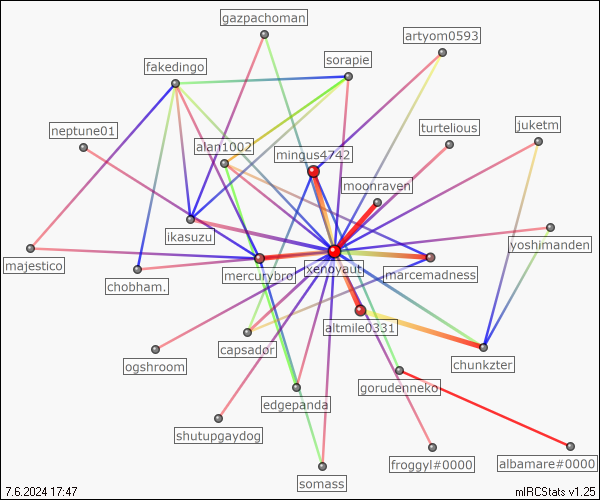 gazpachoman
artyom0593
sorapie
fakedingo
neptune01
turtelious
juketm
alan1002
mingus4742
moonraven
ikasuzu
yoshimanden
majestico
xenoyaut
mercurybro
marcemadness
chobham.
altmile0331
capsador
ogshroom
chunkzter
gorudenneko
edgepanda
shutupgaydog
froggyl#0000
albamare#0000
somass
7.6.2024 17:47
mIRCStats v1.25